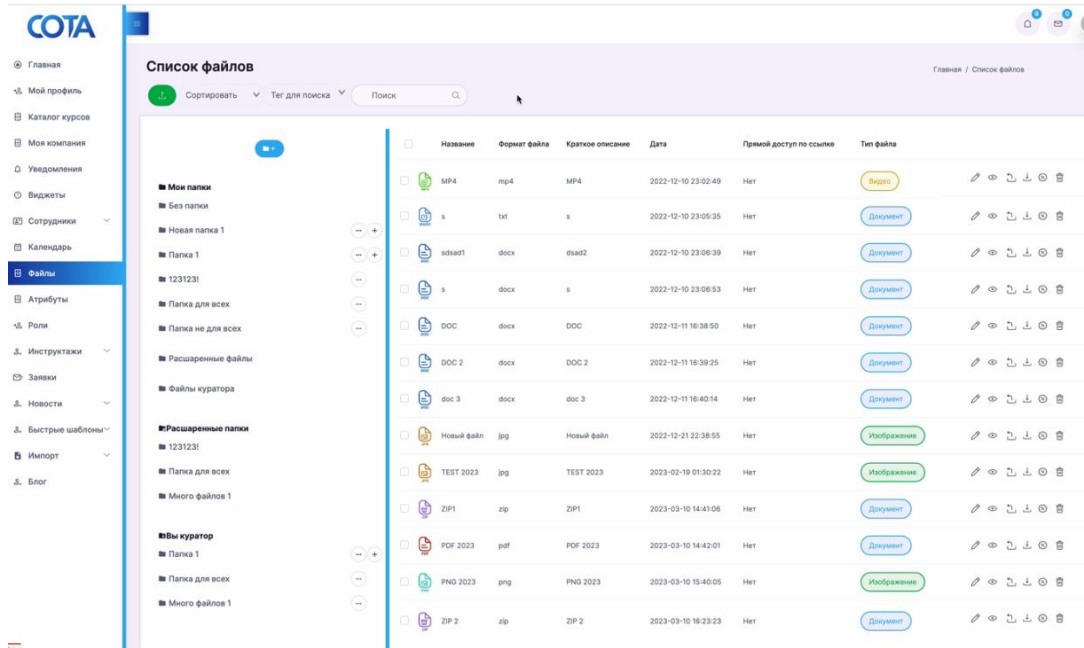 СОТА
0
0
Главная
Мой профиль
Каталог курсов
Моя компания
Уведомления
Виджеты
Сотрудники
Календарь
Файлы
Атрибуты
Роли
Инструктажи
Заявки
Новости
Быстрые шаблоны
Импорт
Блог
Список файлов
Главная / Список файлов
Сортировать
Тег для поиска
Поиск
Мои папки
Без папки
Новая папка 1
Папка 1
123123!
Папка для всех
Папка не для всех
Расшаренные файлы
Файлы куратора
Расшаренные папки
123123!
Папка для всех
Много файлов 1
Вы куратор
Папка 1
Папка для всех
Много файлов 1
Название Формат файла Краткое описание Дата Прямой доступ по ссылке Тип файла
MP4 mp4 MP4 2022-12-10 23:02:49 Нет Видео
s txt s 2022-12-10 23:05:35 Нет Документ
sdsad1 docx dsad2 2022-12-10 23:06:39 Нет Документ
s docx s 2022-12-10 23:06:53 Нет Документ
DOC docx DOC 2022-12-11 16:38:50 Нет Документ
DOC 2 docx DOC 2 2022-12-11 16:39:25 Нет Документ
doc 3 docx doc 3 2022-12-11 16:40:14 Нет Документ
Новый файл jpg Новый файл 2022-12-21 22:38:55 Нет Изображение
TEST 2023 jpg TEST 2023 2023-02-19 01:30:22 Нет Изображение
ZIP1 zip ZIP1 2023-03-10 14:41:06 Нет Документ
PDF 2023 pdf PDF 2023 2023-03-10 14:42:01 Нет Документ
PNG 2023 png PNG 2023 2023-03-10 15:40:05 Нет Изображение
ZIP 2 zip ZIP 2 2023-03-10 16:23:23 Нет Документ